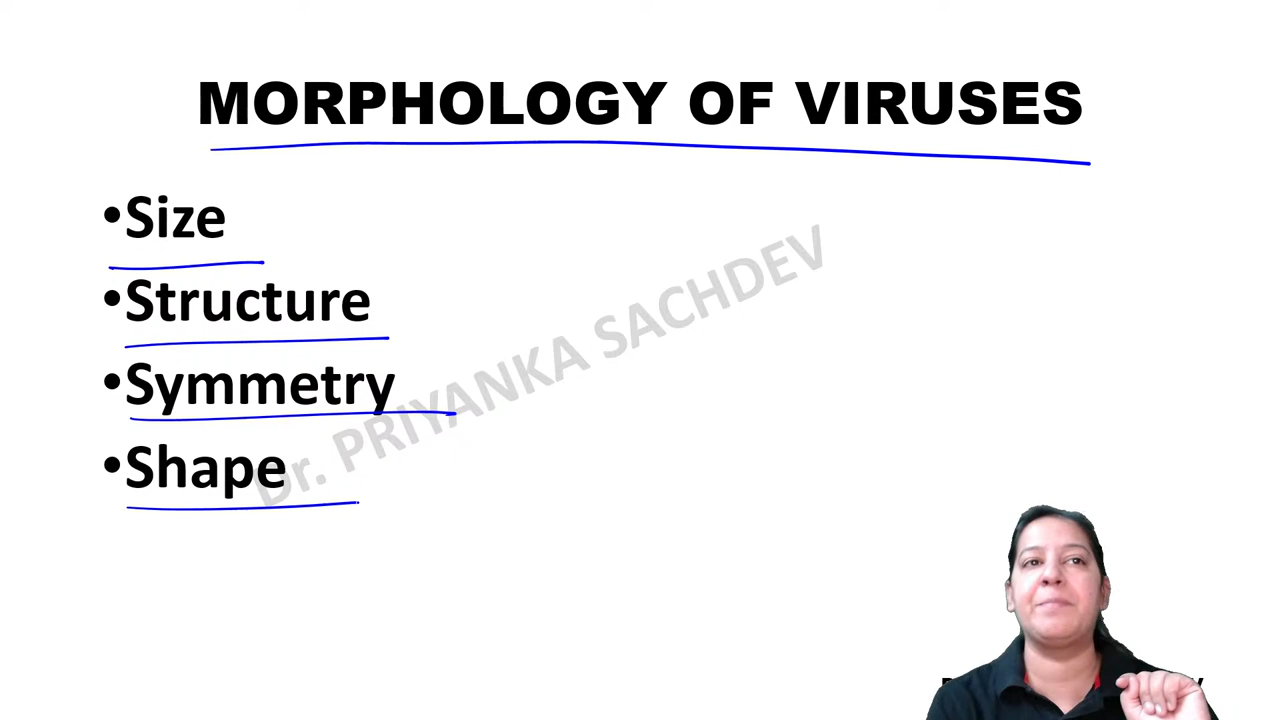 MORPHOLOGY OF VIRUSES
•Size
•Structure
•Symmetry
•Shape
Dr. PRIYANKA SACHDEV